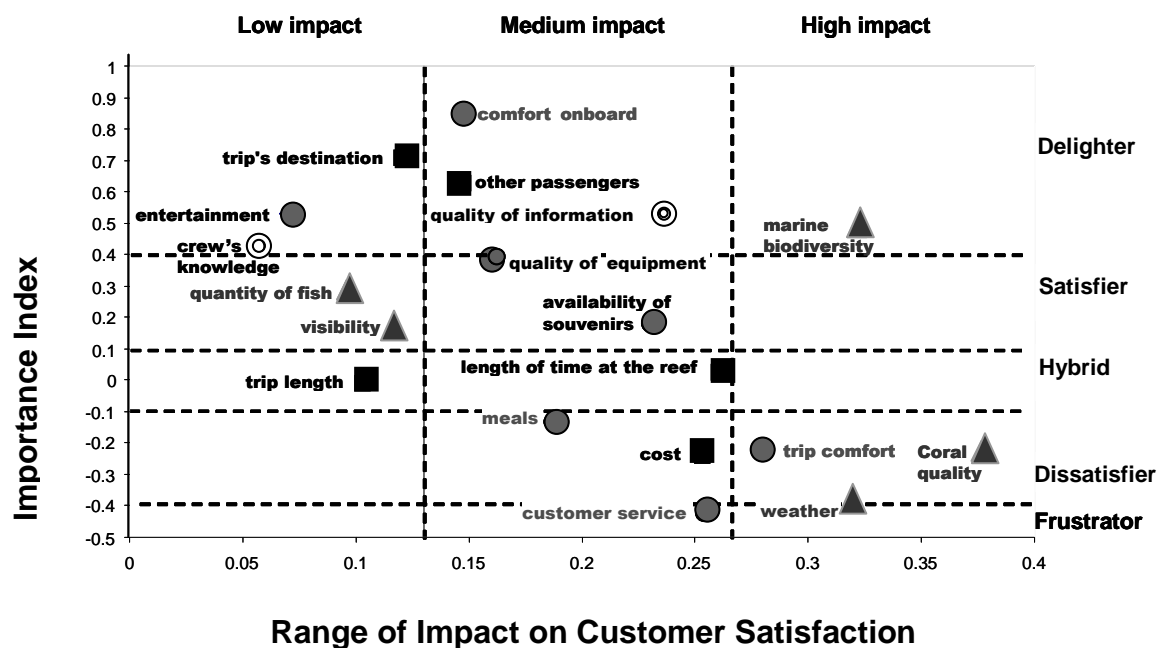 Low impact
Medium impact
High impact
1
0.9
0.8
0.7
0.6
0.5
0.4
0.3
0.2
0.1
0
-0.1
-0.2
-0.3
-0.4
-0.5
comfort onboard
trip's destination
other passengers
entertainment
quality of information
crew's
knowledge
marine
biodiversity
quality of equipment
quantity of fish
availability of
souvenirs
visibility
length of time at the reef
trip length
meals
cost
trip comfort
Coral
quality
customer service
weather
Delighter
Satisfier
Hybrid
Dissatisfier
Frustrator
0
0.05
0.1
0.15
0.2
0.25
0.3
0.35
0.4
Importance Index
Range of Impact on Customer Satisfaction